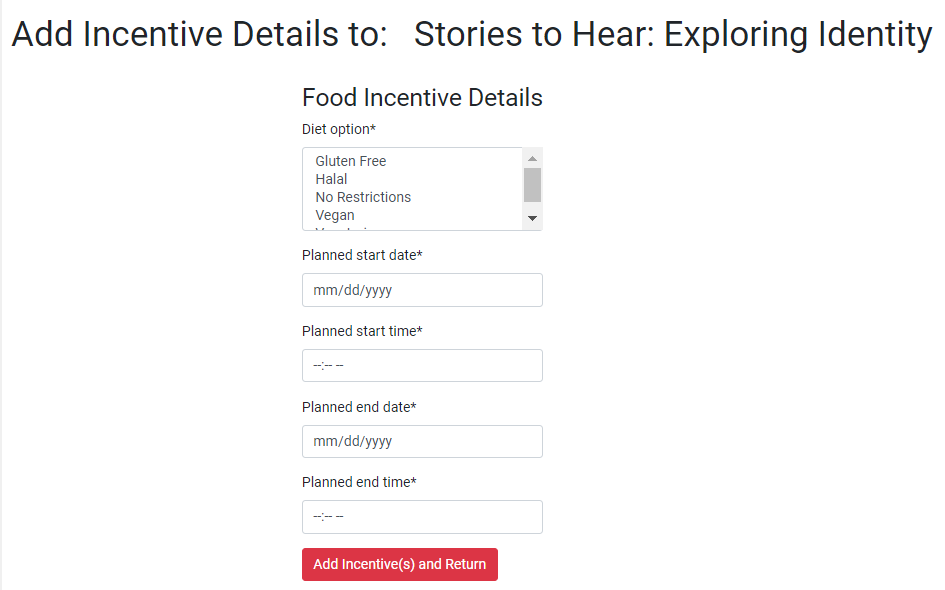 Add Incentive Details to: Stories to Hear: Exploring Identity
Food Incentive Details
Diet option*
Gluten Free
Halal
No Restrictions
Vegan
Planned start date*
mm/dd/yyyy
Planned start time*
--:-- --
Planned end date*
mm/dd/yyyy
Planned end time*
--:-- --
Add Incentive(s) and Return